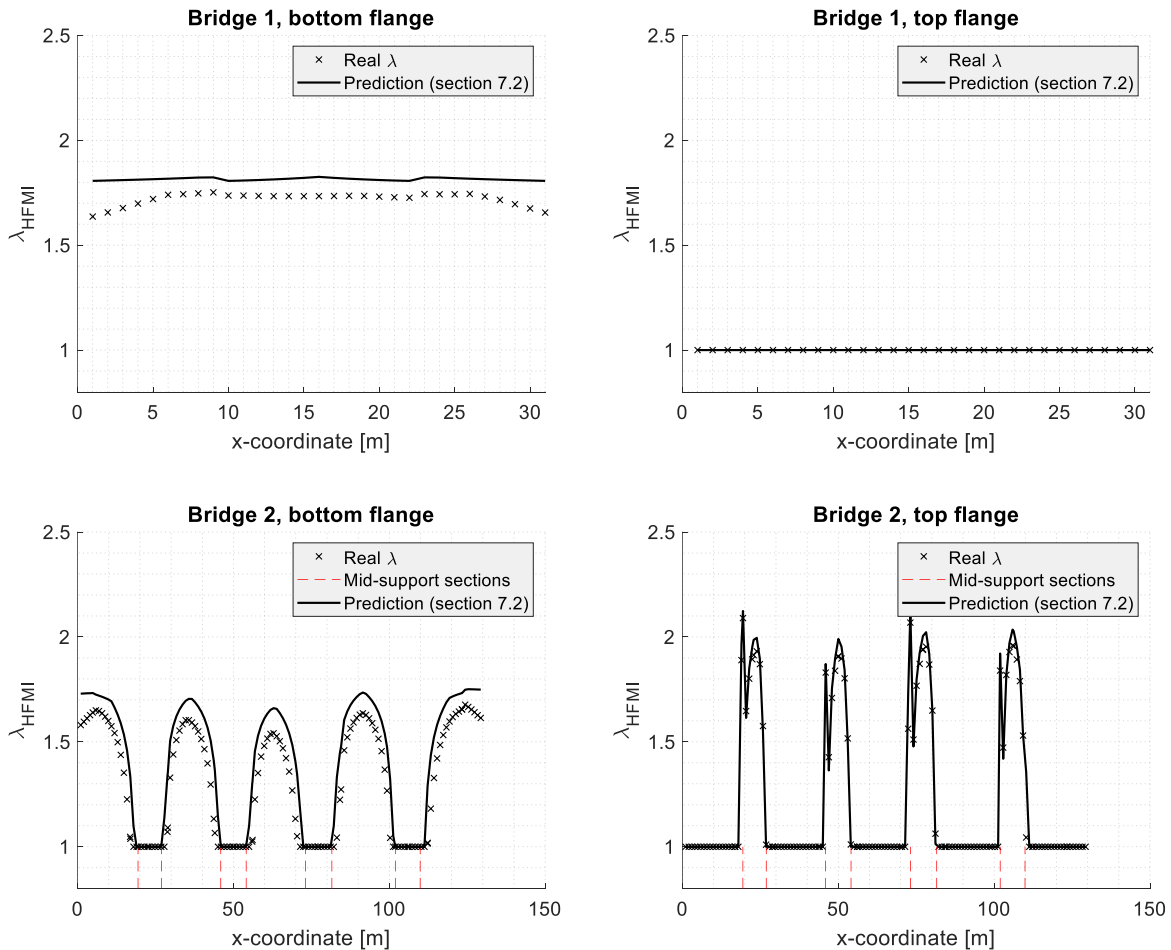 Bridge 1, bottom flange
2.5
2
1.5
1
λHFMI
Real λ
Prediction (section 7.2)
0 5 10 15 20 25 30
x-coordinate [m]
Bridge 1, top flange
2.5
2
1.5
1
λHFMI
Real λ
Prediction (section 7.2)
0 5 10 15 20 25 30
x-coordinate [m]
Bridge 2, bottom flange
2.5
2
1.5
1
λHFMI
Real λ
Mid-support sections
Prediction (section 7.2)
0 50 100 150
x-coordinate [m]
Bridge 2, top flange
2.5
2
1.5
1
λHFMI
Real λ
Mid-support sections
Prediction (section 7.2)
0 50 100 150
x-coordinate [m]